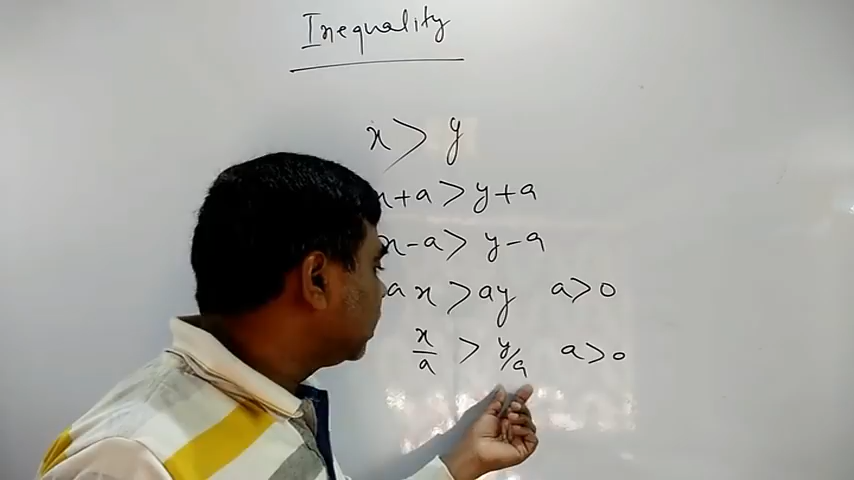 Inequality
x > y
x+a > y+a
x-a > y-a
ax > ay a>0
x/a > y/a a>0